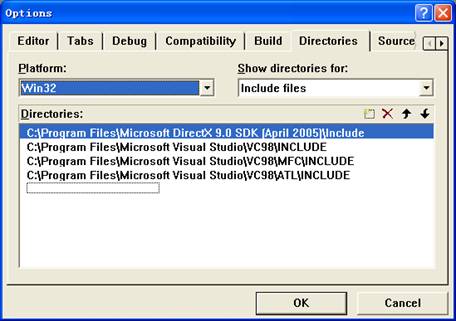 Options
Editor Tabs Debug Compatibility Build Directories Source
Platform: Show directories for:
Win32 Include files
Directories:
C:\Program Files\Microsoft DirectX 9.0 SDK (April 2005)\Include
C:\Program Files\Microsoft Visual Studio\VC98\INCLUDE
C:\Program Files\Microsoft Visual Studio\VC98\MFC\INCLUDE
C:\Program Files\Microsoft Visual Studio\VC98\ATL\INCLUDE
OK Cancel